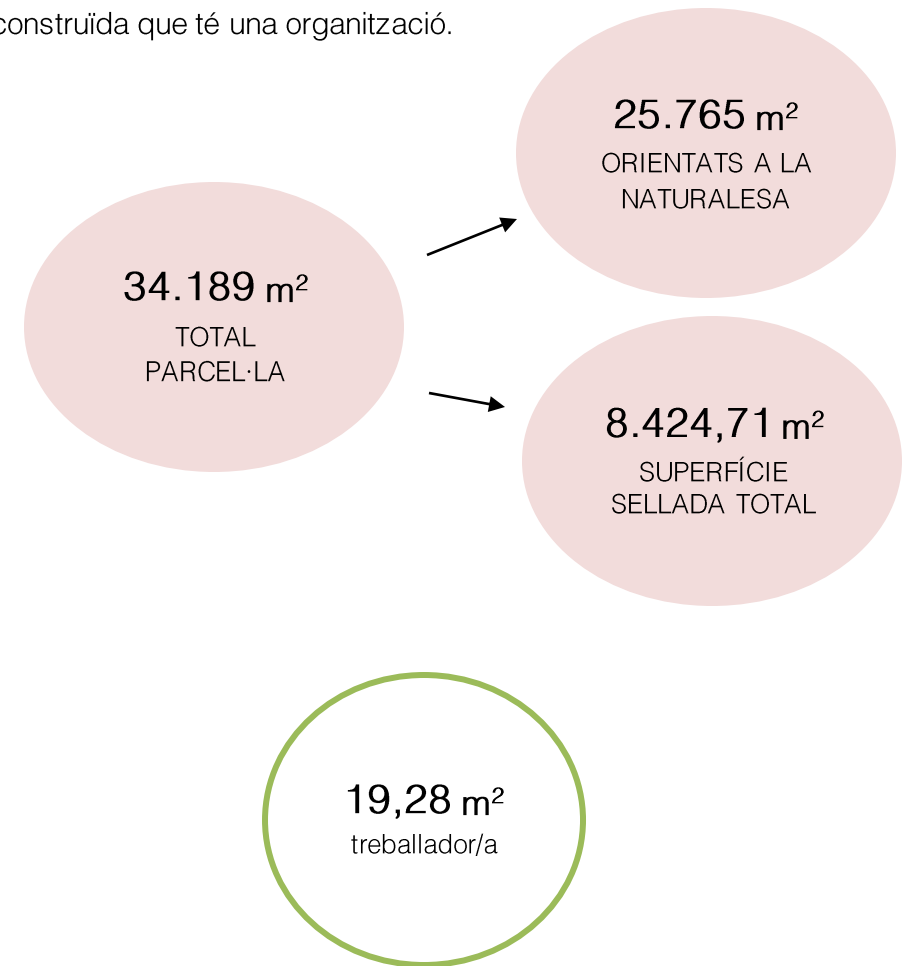 construïda que té una organització.
25.765 m²
ORIENTATS A LA
NATURALESA
34.189 m²
TOTAL
PARCEL·LA
8.424,71 m²
SUPERFÍCIE
SELLADA TOTAL
19,28 m²
treballador/a